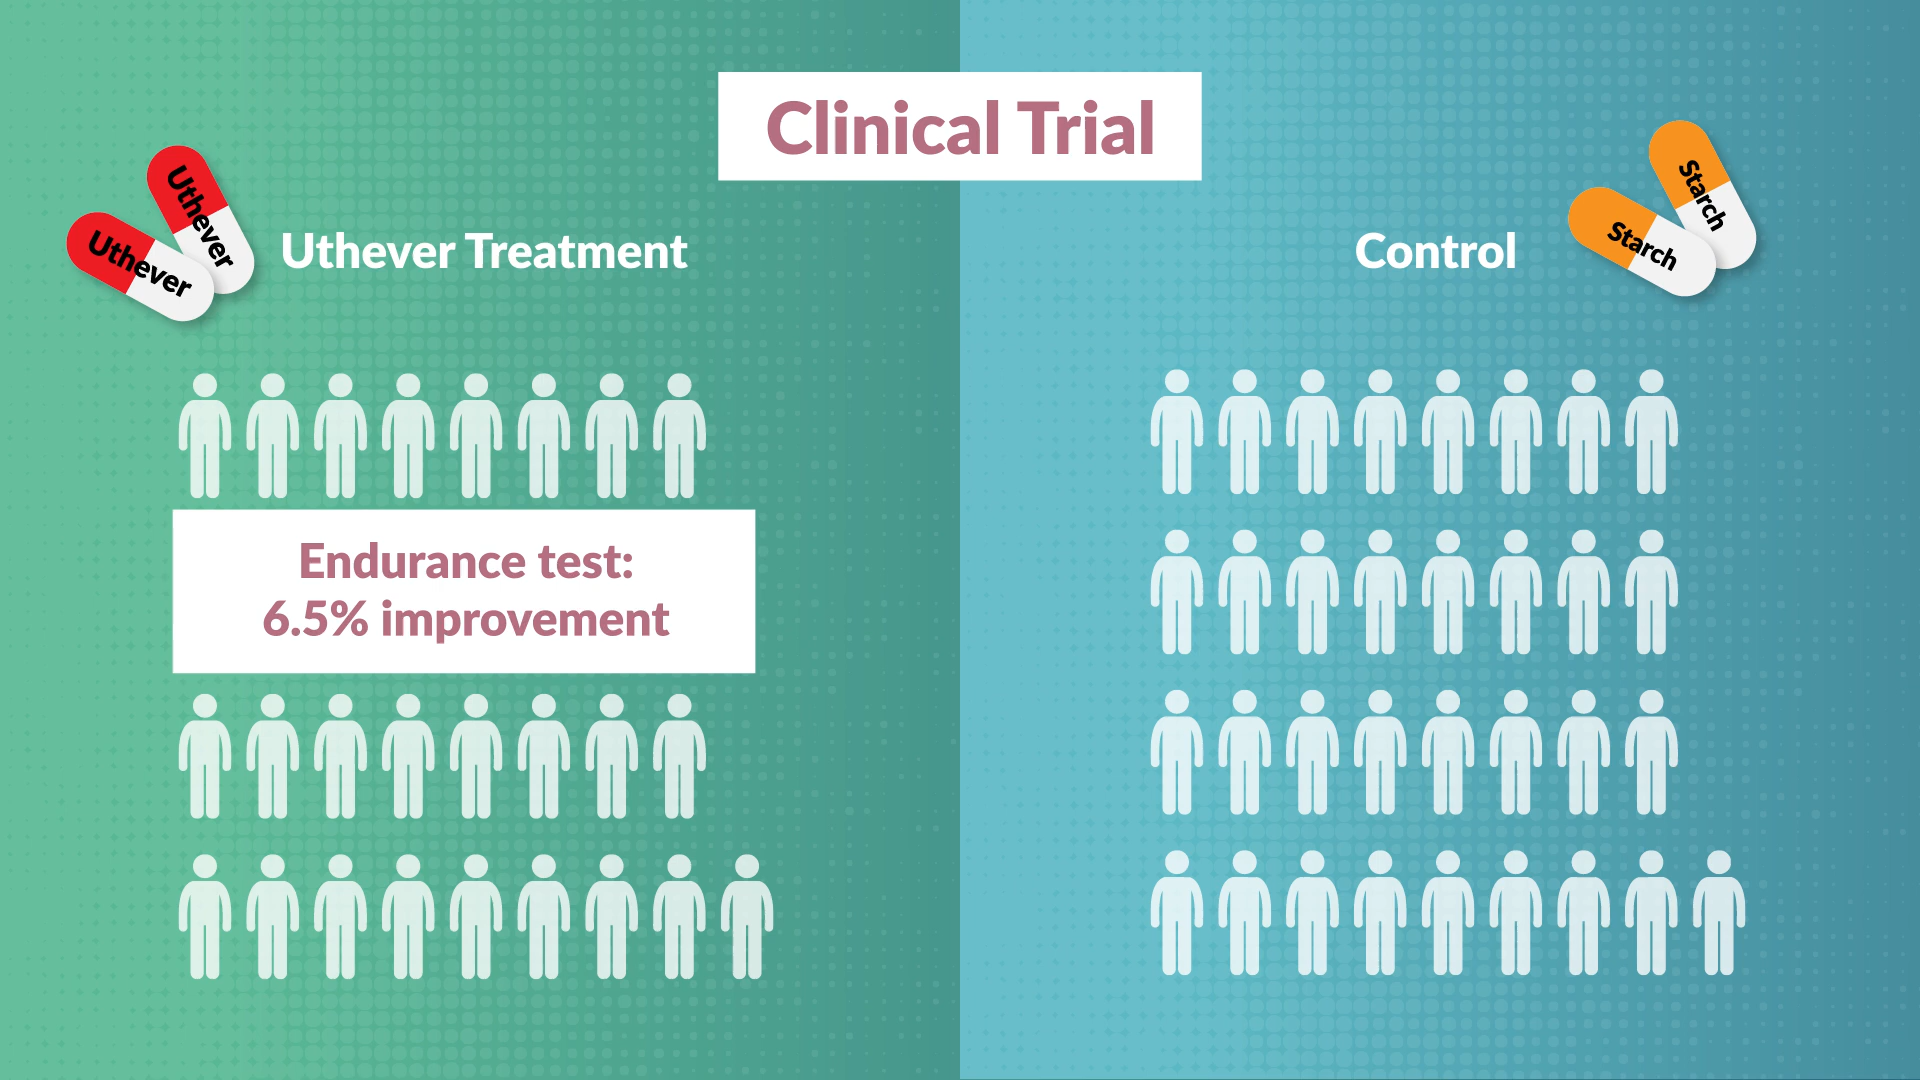 Clinical Trial
Uthever
Uthever
Uthever Treatment
Control
Starch
Starch
Endurance test:
6.5% improvement